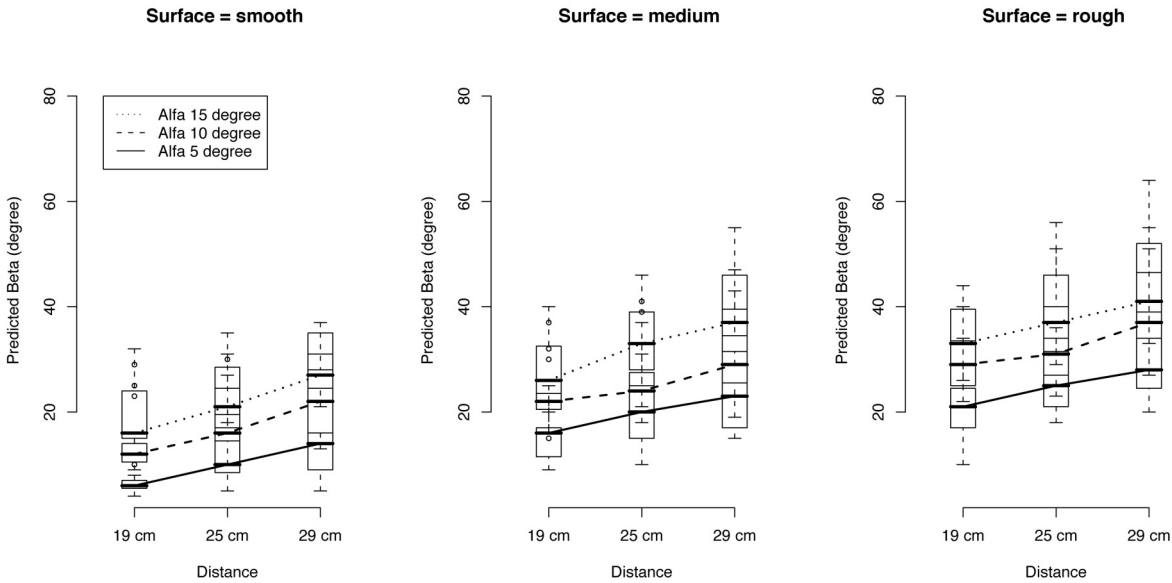 Surface = smooth
Surface = medium
Surface = rough
Predicted Beta (degree)
80
60
40
20
Alfa 15 degree
Alfa 10 degree
Alfa 5 degree
19 cm 25 cm 29 cm
Distance
Predicted Beta (degree)
80
60
40
20
19 cm 25 cm 29 cm
Distance
Predicted Beta (degree)
80
60
40
20
19 cm 25 cm 29 cm
Distance